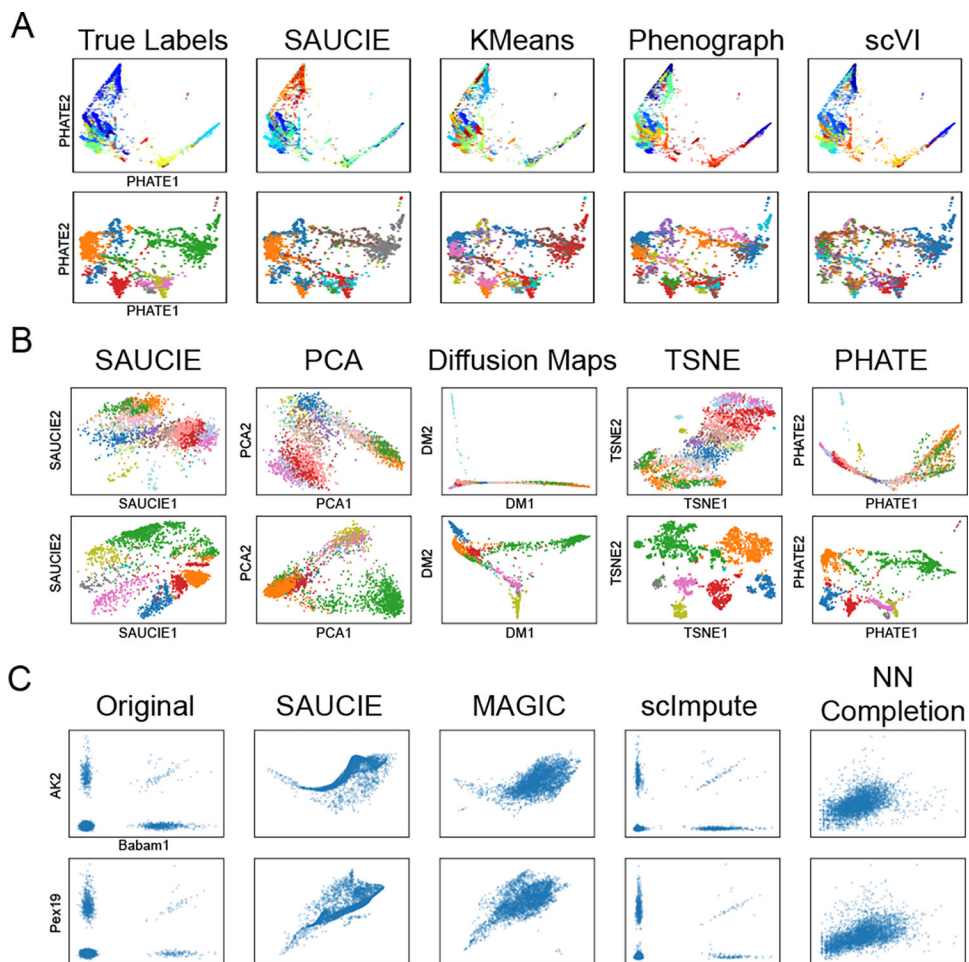 A
True Labels
SAUCIE
KMeans
Phenograph
scVI
PHATE2
PHATE1
PHATE2
PHATE1
B
SAUCIE
PCA
Diffusion Maps
TSNE
PHATE
SAUCIE2
PCA2
DM2
TSNE2
PHATE2
SAUCIE1
PCA1
DM1
TSNE1
PHATE1
SAUCIE2
PCA2
DM2
TSNE2
PHATE2
SAUCIE1
PCA1
DM1
TSNE1
PHATE1
C
Original
SAUCIE
MAGIC
scImpute
NN
Completion
AK2
Babam1
Pex19